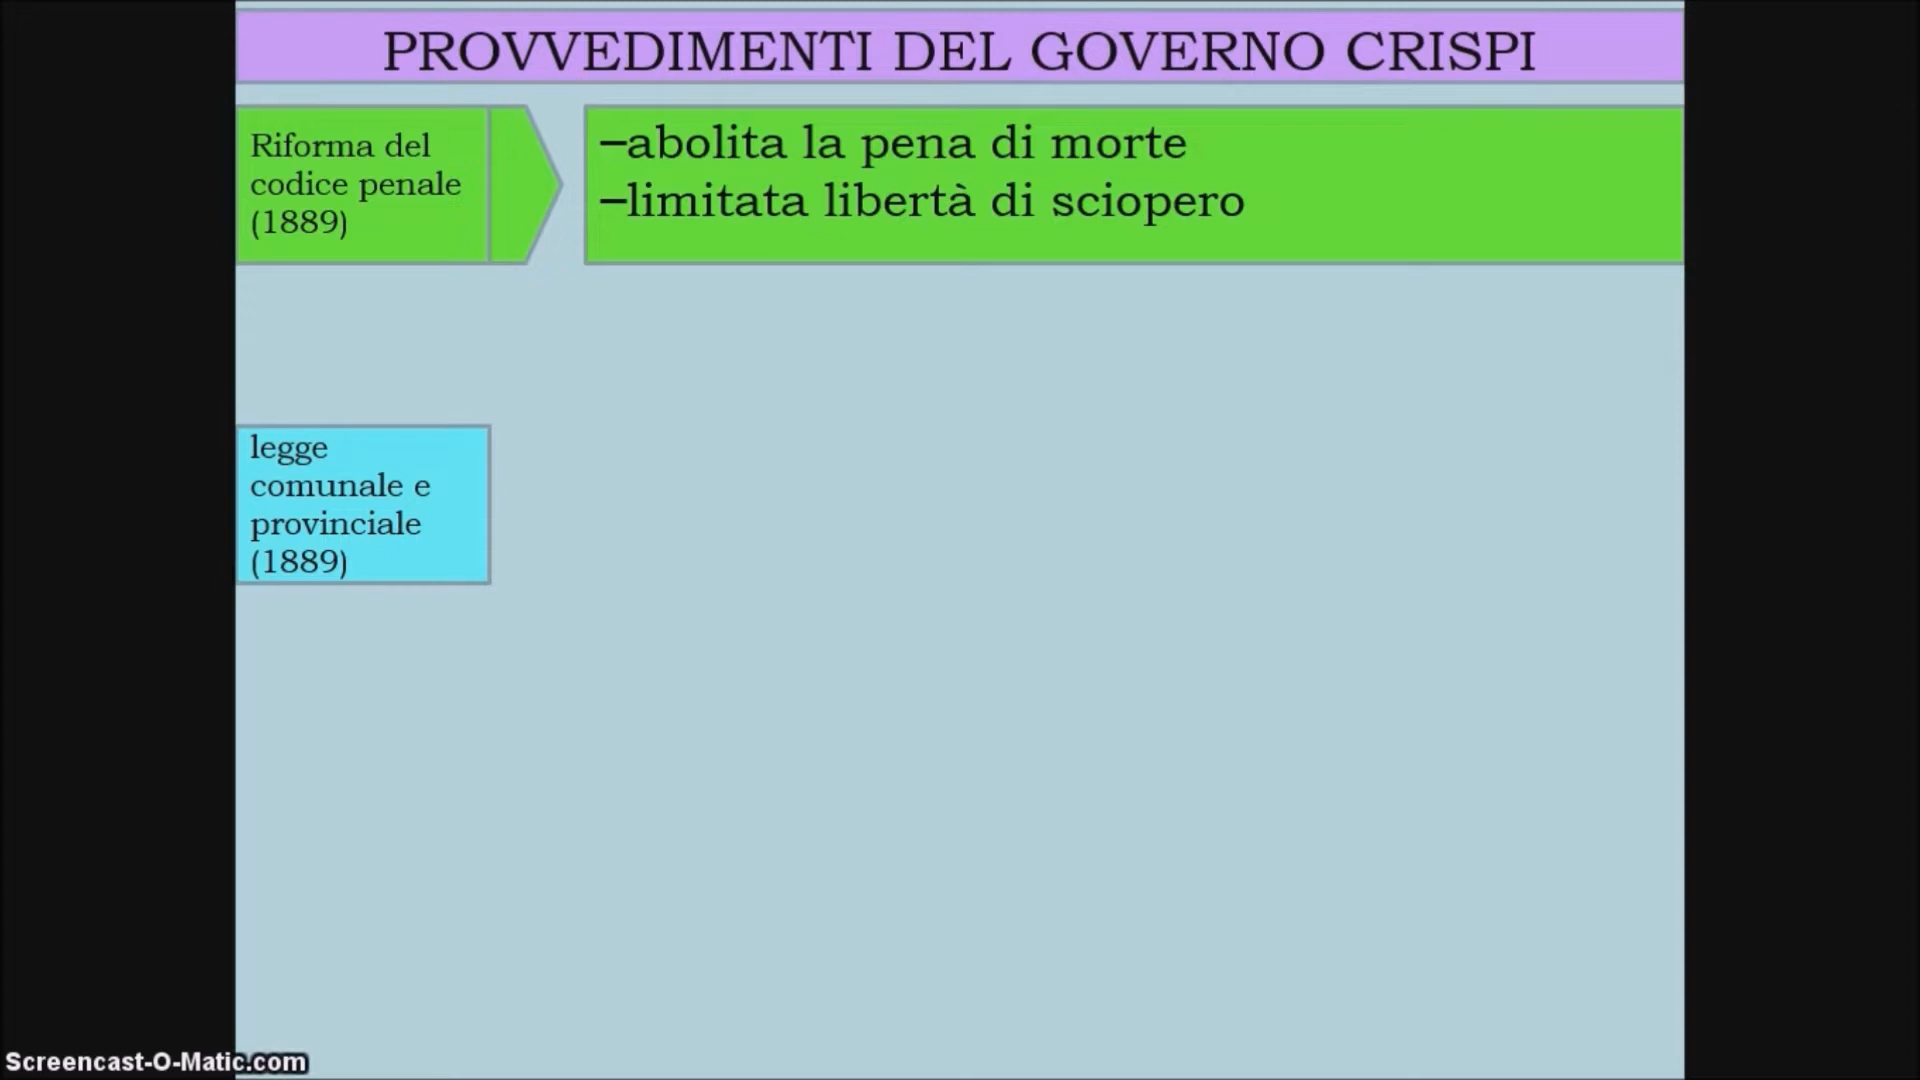 PROVVEDIMENTI DEL GOVERNO CRISPI
Riforma del
codice penale
(1889)
–abolita la pena di morte
–limitata libertà di sciopero
legge
comunale e
provinciale
(1889)
Screencast-O-Matic.com